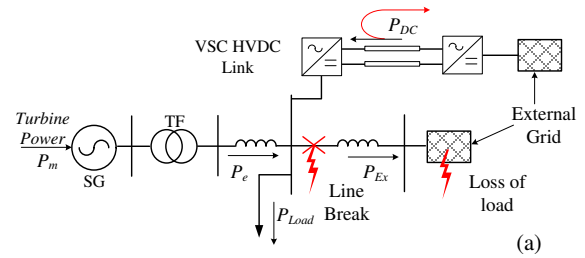 P_DC
VSC HVDC
Link
External
Grid
Turbine
Power
P_m
SG
TF
P_e
P_Load
Line
Break
P_Ex
Loss of
load
(a)